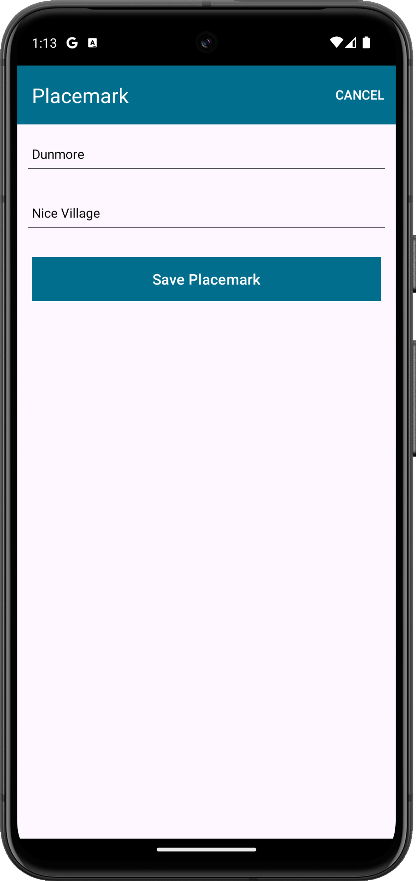 1:13 G A
Placemark CANCEL
Dunmore
Nice Village
Save Placemark